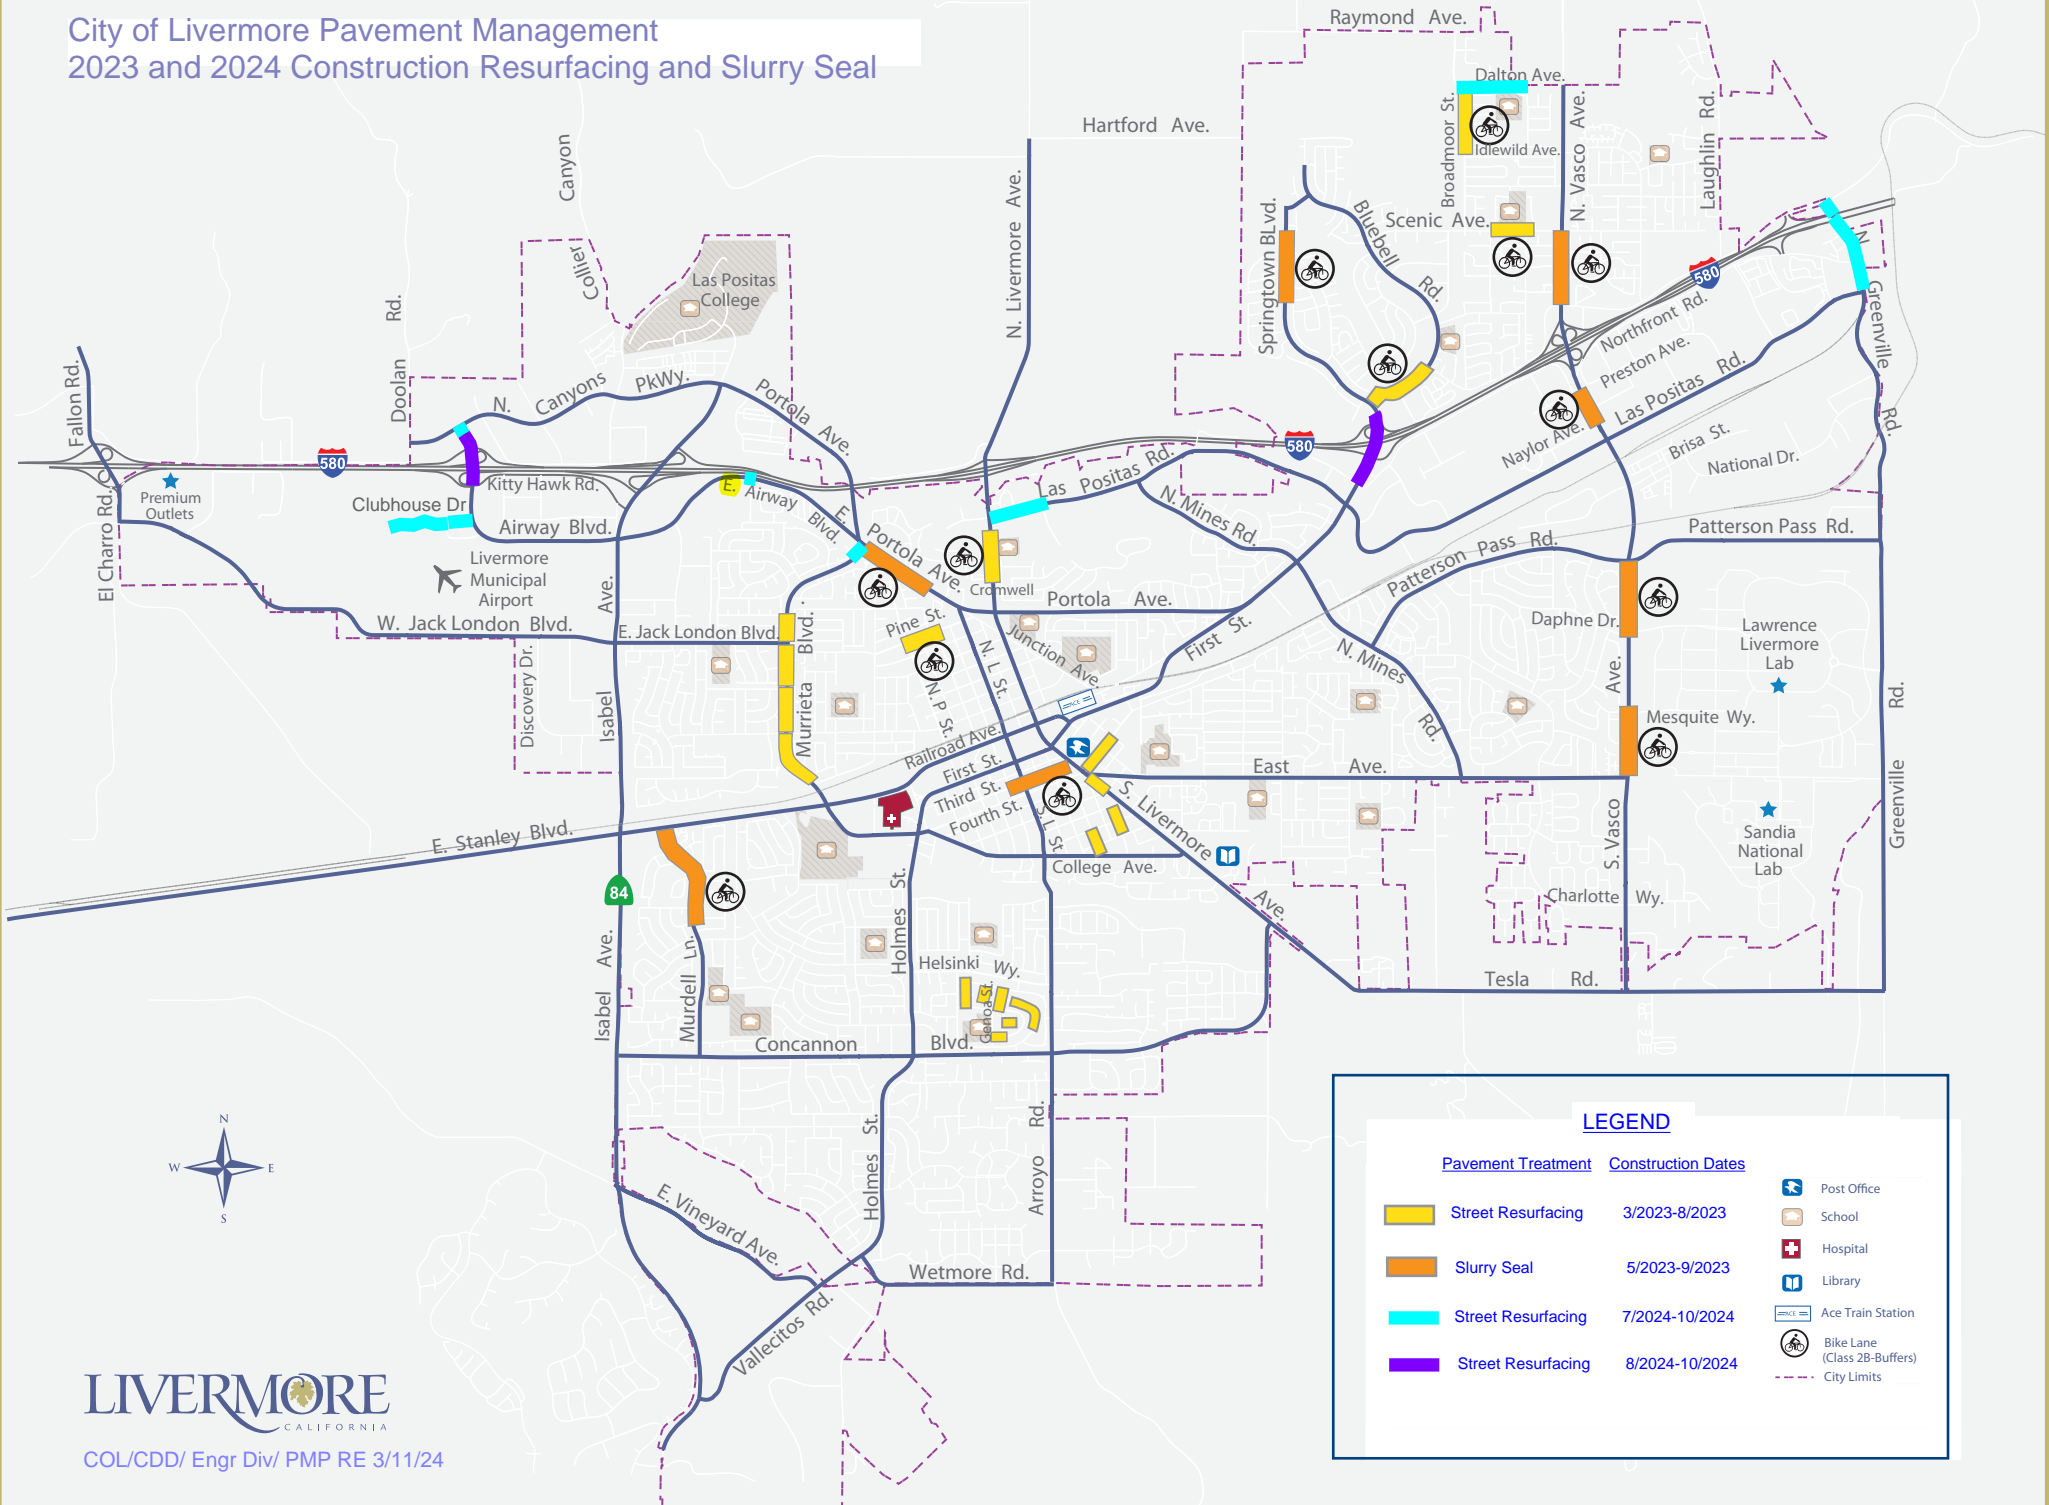 City of Livermore Pavement Management
2023 and 2024 Construction Resurfacing and Slurry Seal
Raymond Ave.
Dalton Ave.
Hartford Ave.
Broadmoor St.
Idlewild Ave.
N. Vasco Ave.
Laughlin Rd.
Collier Canyon
N. Livermore Ave.
Springtown BLvd.
Bluebell Rd.
Scenic Ave.
Las Positas
College
Doolan Rd.
Fallon Rd.
N. Canyons PkWy.
Portola Ave.
580
580
580
Northfront Rd.
Preston Ave.
Las Positas Rd.
N. Greenville Rd.
Naylor Ave.
Brisa St.
National Dr.
Premium
Outlets
Kitty Hawk Rd.
Clubhouse Dr
Airway Blvd.
E. Airway Blvd.
Las Positas Rd.
N. Mines Rd.
El Charro Rd.
Livermore
Municipal
Airport
E. Portola Ave.
Cromwell
Portola Ave.
Patterson Pass Rd.
Patterson Pass Rd.
W. Jack London Blvd.
E. Jack London Blvd.
Isabel Ave.
Discovery Dr.
Murrieta Blvd.
Pine St.
N. P St.
N. L St.
Junction Ave.
First St.
N. Mines Rd.
Daphne Dr.
Lawrence
Livermore
Lab
Mesquite Wy.
ACE
Railroad Ave.
First St.
Third St.
Fourth St.
S. L St
East Ave.
S. Livermore Ave.
College Ave.
S. Vasco Ave.
Greenville Rd.
Sandia
National
Lab
E. Stanley Blvd.
84
Holmes St.
Helsinki Wy.
Genoa St.
Charlotte Wy.
Tesla Rd.
Isabel Ave.
Murdell Ln.
Concannon Blvd.
Holmes St.
Arroyo Rd.
E. Vineyard Ave.
Wetmore Rd.
Vallecitos Rd.
N
W E
S
LEGEND
Pavement Treatment Construction Dates
Street Resurfacing 3/2023-8/2023
Slurry Seal 5/2023-9/2023
Street Resurfacing 7/2024-10/2024
Street Resurfacing 8/2024-10/2024
Post Office
School
Hospital
Library
ACE Ace Train Station
Bike Lane
(Class 2B-Buffers)
City Limits
LIVERMORE
CALIFORNIA
COL/CDD/ Engr Div/ PMP RE 3/11/24